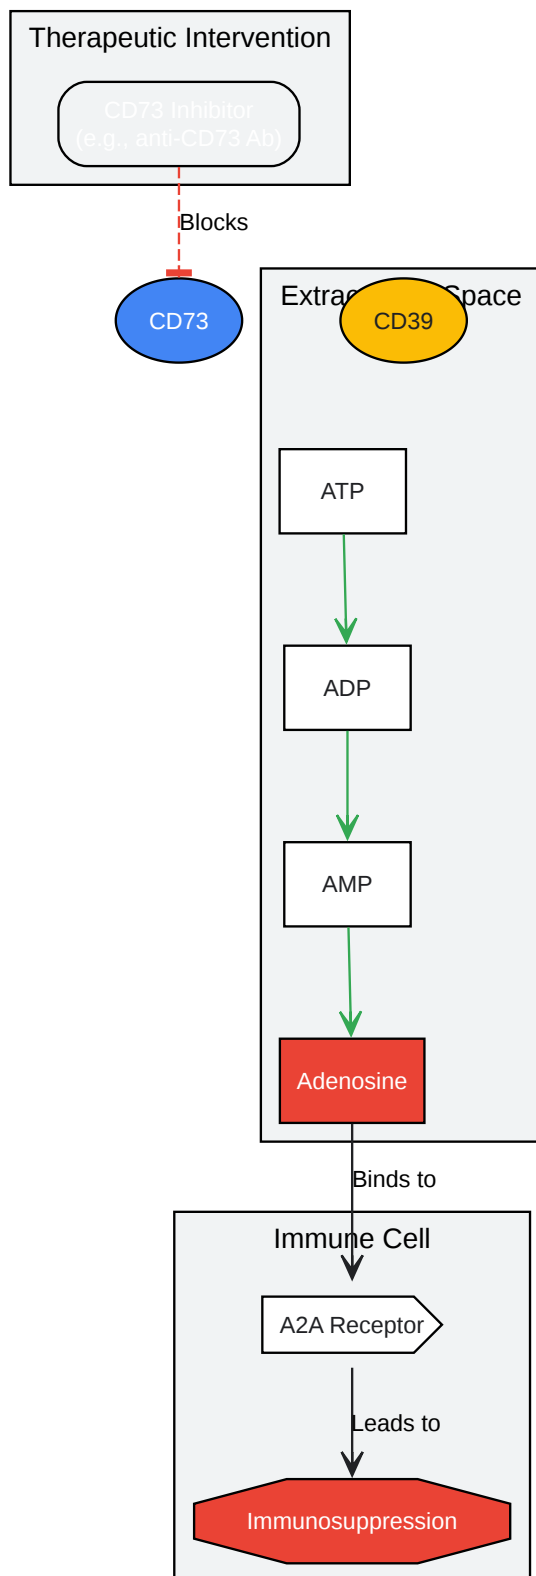 Therapeutic Intervention
CD73 Inhibitor
(e.g., anti-CD73 Ab)
Blocks
CD73
Space
CD39
ATP
ADP
AMP
Adenosine
Binds to
Immune Cell
A2A Receptor
Leads to
Immunosuppression